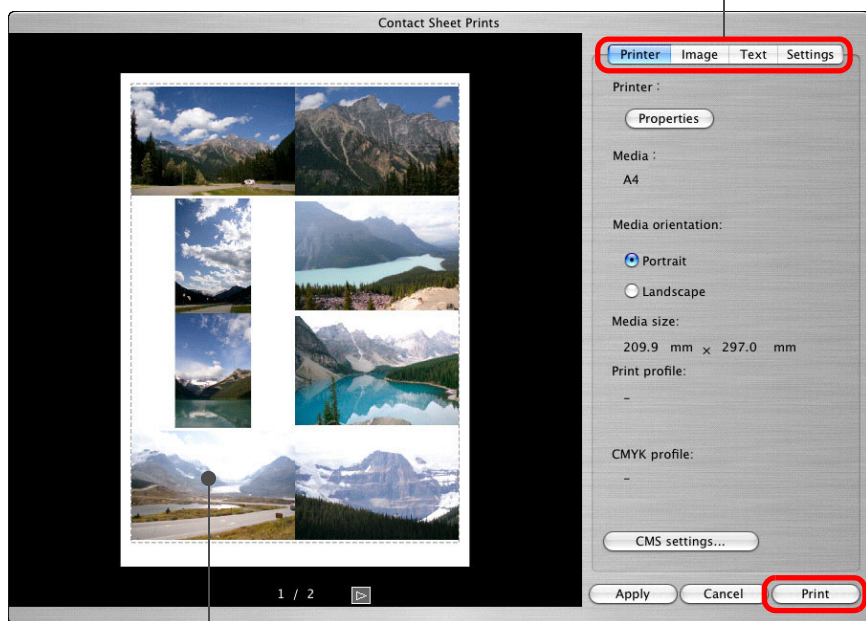 Contact Sheet Prints
Printer Image Text Settings
Printer :
Properties
Media :
A4
Media orientation:
Portrait
Landscape
Media size:
209.9 mm × 297.0 mm
Print profile:
–
CMYK profile:
–
CMS settings...
1 / 2
Apply Cancel Print